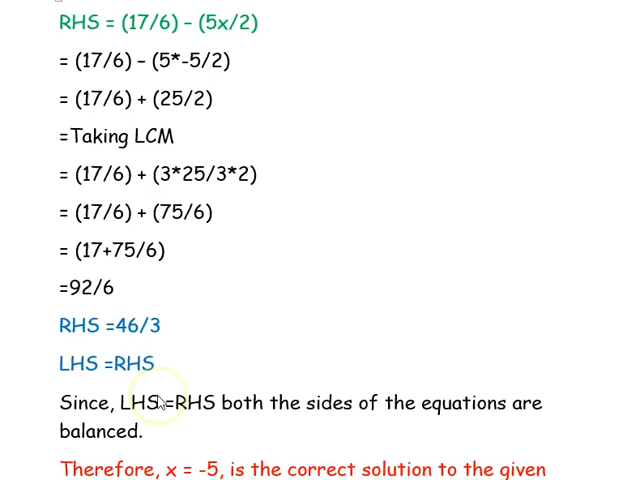 RHS = (17/6) – (5x/2)
= (17/6) – (5*-5/2)
= (17/6) + (25/2)
=Taking LCM
= (17/6) + (3*25/3*2)
= (17/6) + (75/6)
= (17+75/6)
=92/6
RHS =46/3
LHS =RHS
Since, LHS=RHS both the sides of the equations are
balanced.
Therefore, x = -5, is the correct solution to the given